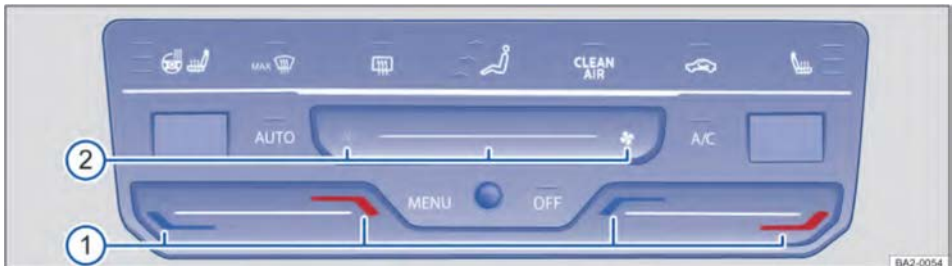 MAX
CLEAN
AIR
AUTO
A/C
2
MENU
OFF
1
BA2-0054